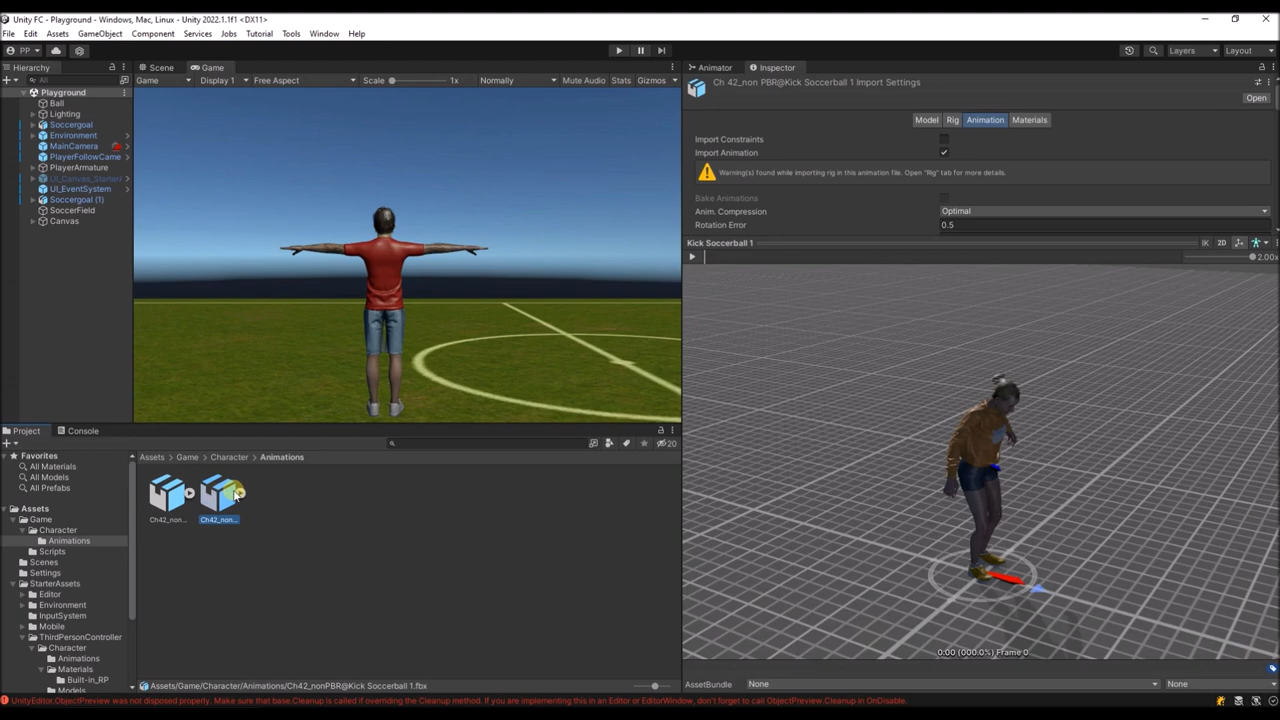 Unity FC - Playground - Windows, Mac, Linux - Unity 2022.1.1f1 <DX11>
File Edit Assets GameObject Component Services Jobs Tutorial Tools Window Help
PP Layers Layout
Hierarchy
All
Playground
Ball
Lighting
Soccergoal
Environment
MainCamera
PlayerFollowCame
PlayerArmature
UI_Canvas_Starter
UI_EventSystem
Soccergoal (1)
SoccerField
Canvas
Scene Game
Game Display 1 Free Aspect Scale 1x Normally Mute Audio Stats Gizmos
Animator Inspector
Ch 42_non PBR@Kick Soccerball 1 Import Settings
Open
Model Rig Animation Materials
Import Constraints
Import Animation
Warning(s) found while importing rig in this animation file. Open "Rig" tab for more details.
Bake Animations
Anim. Compression Optimal
Rotation Error 0.5
Kick Soccerball 1 IK 2D
2.00x
0:00 (000.0%) Frame 0
AssetBundle None None
Project Console
20
Favorites
All Materials
All Models
All Prefabs
Assets
Game
Character
Animations
Scripts
Scenes
Settings
StarterAssets
Editor
Environment
InputSystem
Mobile
ThirdPersonController
Character
Animations
Materials
Built-in_RP
Models
Assets > Game > Character > Animations
Ch42_non... Ch42_non...
Assets/Game/Character/Animations/Ch42_nonPBR@Kick Soccerball 1.fbx
UnityEditor.ObjectPreview was not disposed properly. Make sure that base.Cleanup is called if overriding the Cleanup method. If you are implementing this in an Editor or EditorWindow, don't forget to call ObjectPreview.Cleanup in OnDisable.